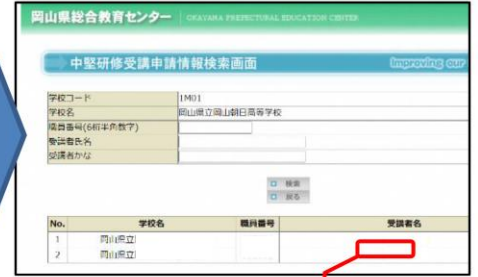 岡山県総合教育センター OKAYAMA PREFECTURAL EDUCATION CENTER
中堅研修受講申請情報検索画面 Improving our
学校コード 1M01
学校名 岡山県立岡山朝日高等学校
職員番号(6桁半角数字)
受講者氏名
受講者かな
検索
戻る
No. 学校名 職員番号 受講者名
1 岡山県立
2 岡山県立